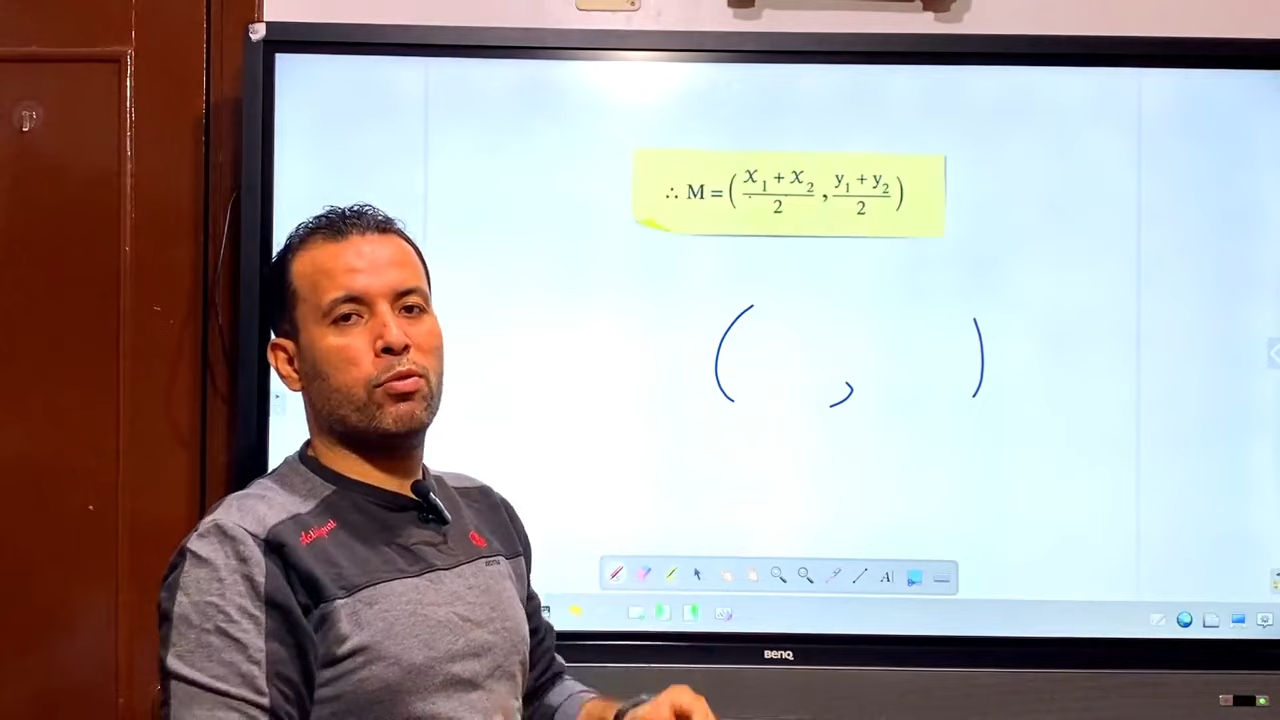 ∴ M = ( x₁ + x₂ / 2 , y₁ + y₂ / 2 )
( , )
A
BENQ